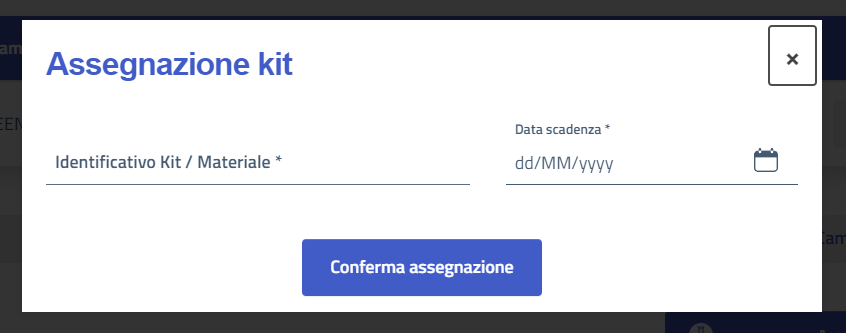 Assegnazione kit
×
Data scadenza *
Identificativo Kit / Materiale *
dd/MM/yyyy
Conferma assegnazione